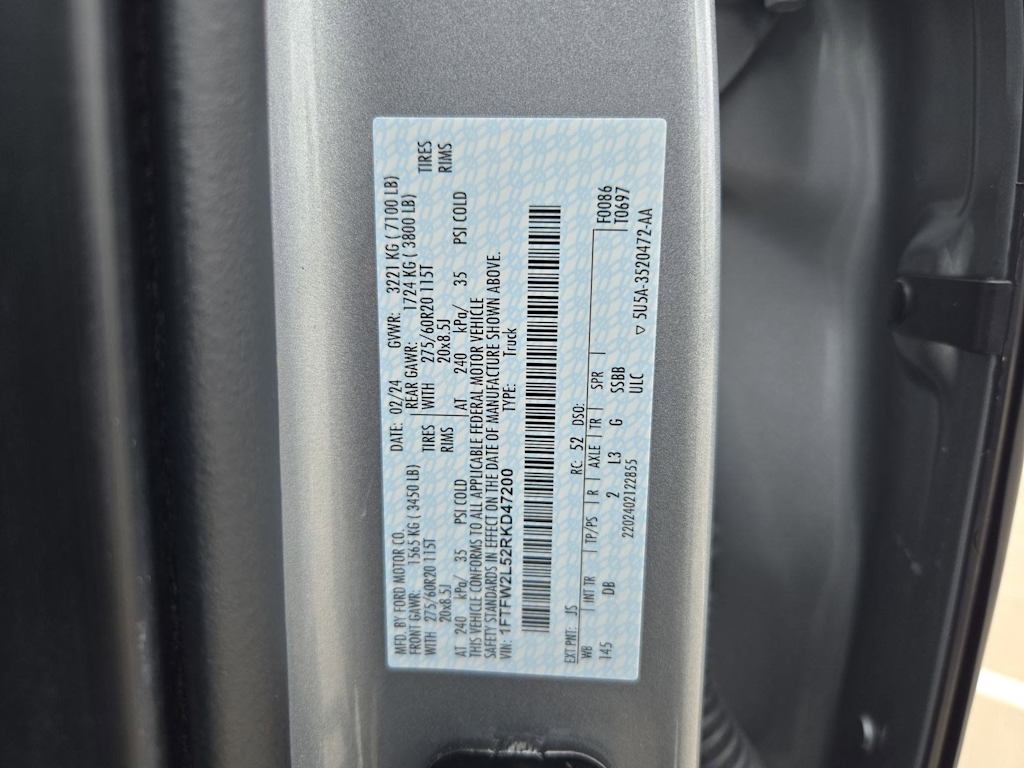 MFD. BY FORD MOTOR CO.
DATE: 02/24 GVWR: 3221 KG ( 7100 LB)
FRONT GAWR: 1565 KG ( 3450 LB) REAR GAWR: 1724 KG ( 3800 LB)
WITH 275/60R20 115T TIRES WITH 275/60R20 115T TIRES
20x8.5J RIMS 20x8.5J RIMS
AT 240 kPa/ 35 PSI COLD AT 240 kPa/ 35 PSI COLD
THIS VEHICLE CONFORMS TO ALL APPLICABLE FEDERAL MOTOR VEHICLE
SAFETY STANDARDS IN EFFECT ON THE DATE OF MANUFACTURE SHOWN ABOVE.
VIN: 1FTFW2L52RKD47200 TYPE: Truck
EXT PNT: JS RC: 52 DSO: F0086
WB INT TR TP/PS R AXLE TR SPR T0697
145 DB 2 L3 G SSBB
2202402122855 ULC ▽ 5U5A-3520472-AA